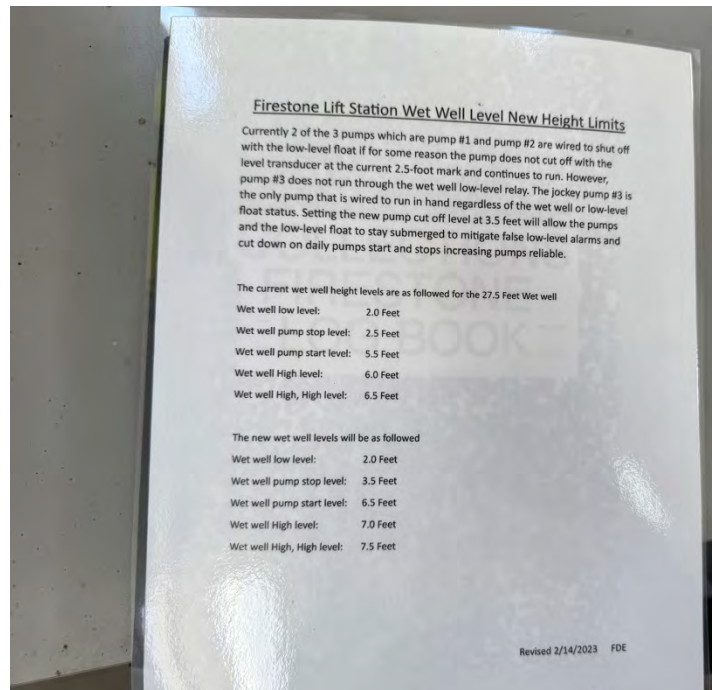 Firestone Lift Station Wet Well Level New Height Limits
Currently 2 of the 3 pumps which are pump #1 and pump #2 are wired to shut off
with the low-level float if for some reason the pump does not cut off with the
level transducer at the current 2.5-foot mark and continues to run. However,
pump #3 does not run through the wet well low-level relay. The jockey pump #3 is
the only pump that is wired to run in hand regardless of the wet well or low-level
float status. Setting the new pump cut off level at 3.5 feet will allow the pumps
and the low-level float to stay submerged to mitigate false low-level alarms and
cut down on daily pumps start and stops increasing pumps reliable.
The current wet well height levels are as followed for the 27.5 Feet Wet well
Wet well low level: 2.0 Feet
Wet well pump stop level: 2.5 Feet
Wet well pump start level: 5.5 Feet
Wet well High level: 6.0 Feet
Wet well High, High level: 6.5 Feet
The new wet well levels will be as followed
Wet well low level: 2.0 Feet
Wet well pump stop level: 3.5 Feet
Wet well pump start level: 6.5 Feet
Wet well High level: 7.0 Feet
Wet well High, High level: 7.5 Feet
Revised 2/14/2023 FDE